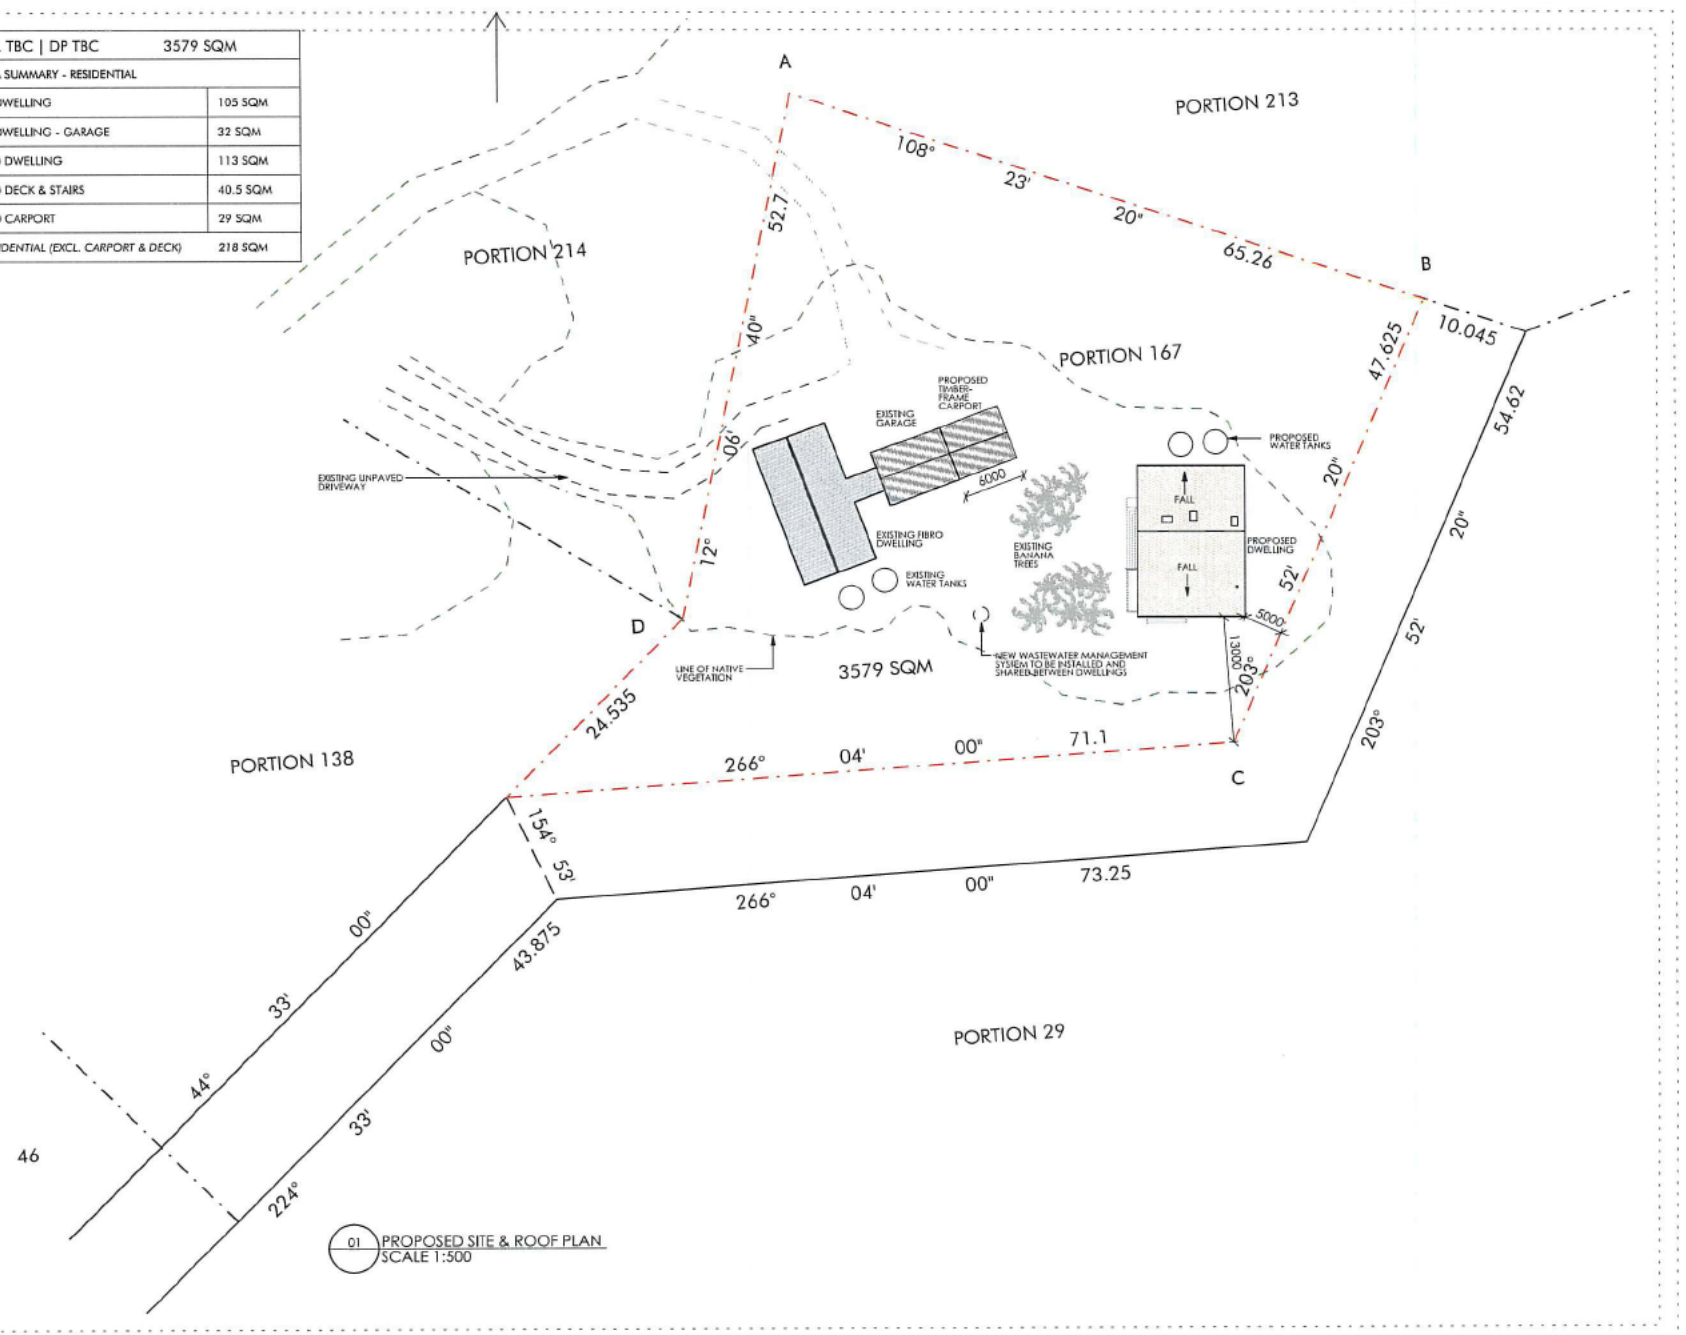 TBC | DP TBC 3579 SQM
SUMMARY - RESIDENTIAL
DWELLING 105 SQM
DWELLING - GARAGE 32 SQM
DWELLING 113 SQM
DECK & STAIRS 40.5 SQM
CARPORT 29 SQM
(EXCL. CARPORT & DECK) 218 SQM
A
PORTION 213
108°
23'
20"
65.26
B
52.7
PORTION 214
10.045
47.625
40"
PORTION 167
54.62
PROPOSED
TIMBER-
FRAME
CARPORT
EXISTING
GARAGE
06'
PROPOSED
WATER TANKS
EXISTING UNPAVED
DRIVEWAY
6000
20"
FALL
20"
EXISTING FIBRO
DWELLING
EXISTING
BANANA
TREES
PROPOSED
DWELLING
12°
EXISTING
WATER TANKS
FALL
52'
D
5000
52'
LINE OF NATIVE
VEGETATION
3579 SQM
NEW WASTEWATER MANAGEMENT
SYSTEM TO BE INSTALLED AND
SHARED BETWEEN DWELLINGS
13000
203°
24.535
203°
PORTION 138
266° 04' 00" 71.1
C
154° 53'
266° 04' 00" 73.25
00"
43.875
33'
00"
PORTION 29
44°
33'
46
224°
01 PROPOSED SITE & ROOF PLAN
SCALE 1:500